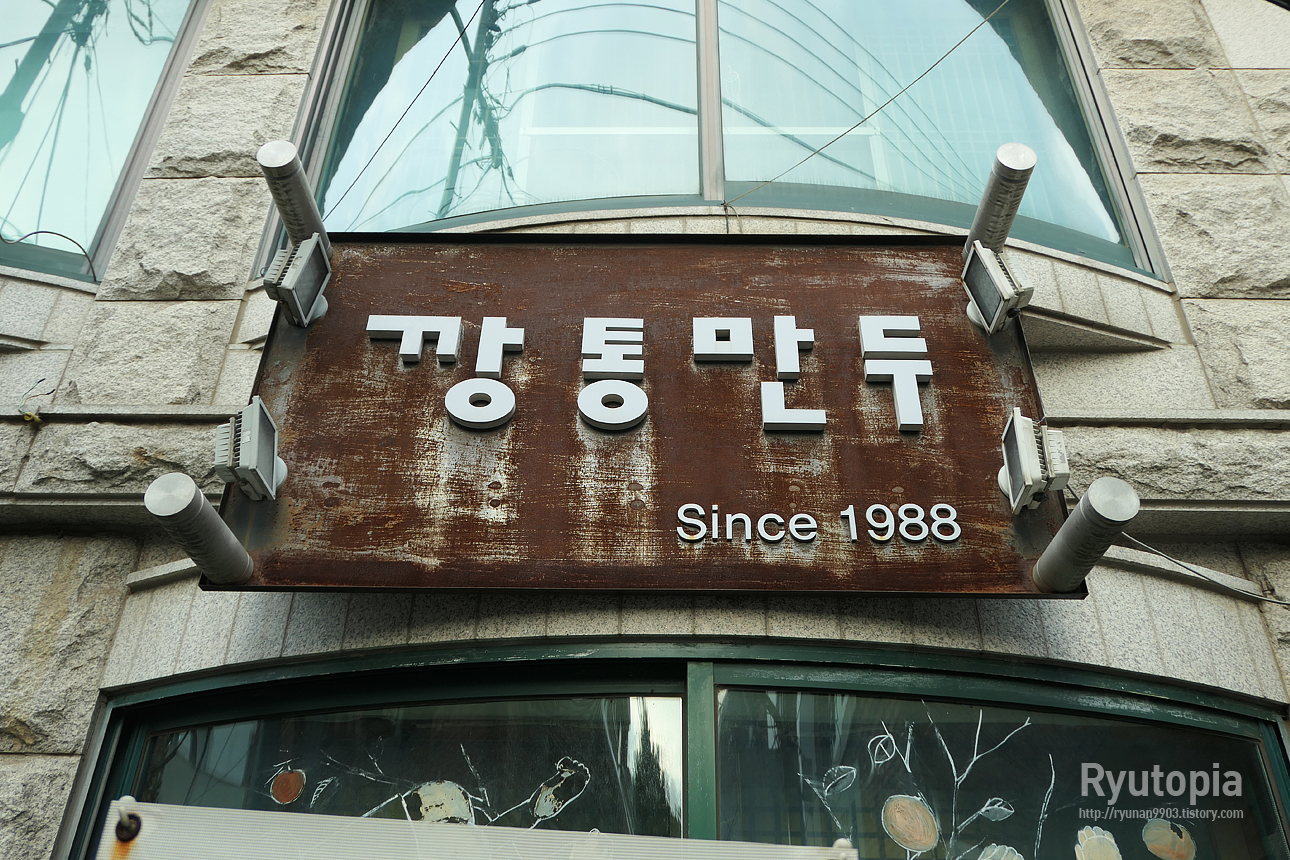 깡통만두
Since 1988
Ryutopia
http://ryunan9903.tistory.com